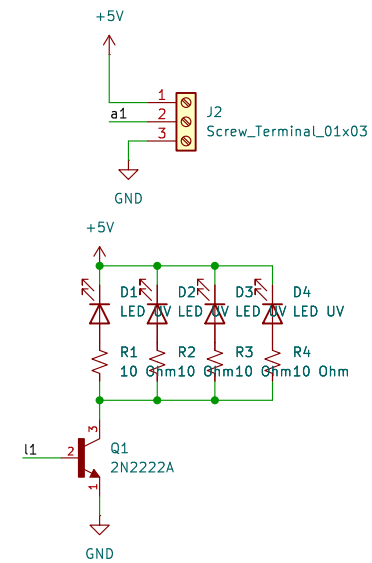 +5V
1
a1
2
3
J2
Screw_Terminal_01x03
GND
+5V
D1
LED UV
D2
LED UV
D3
LED UV
D4
LED UV
R1
10 Ohm
R2
10 Ohm
R3
10 Ohm
R4
10 Ohm
3
l1
2
Q1
2N2222A
1
GND